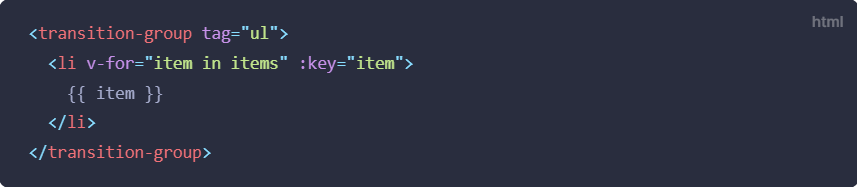 html
<transition-group tag="ul">
  <li v-for="item in items" :key="item">
    {{ item }}
  </li>
</transition-group>